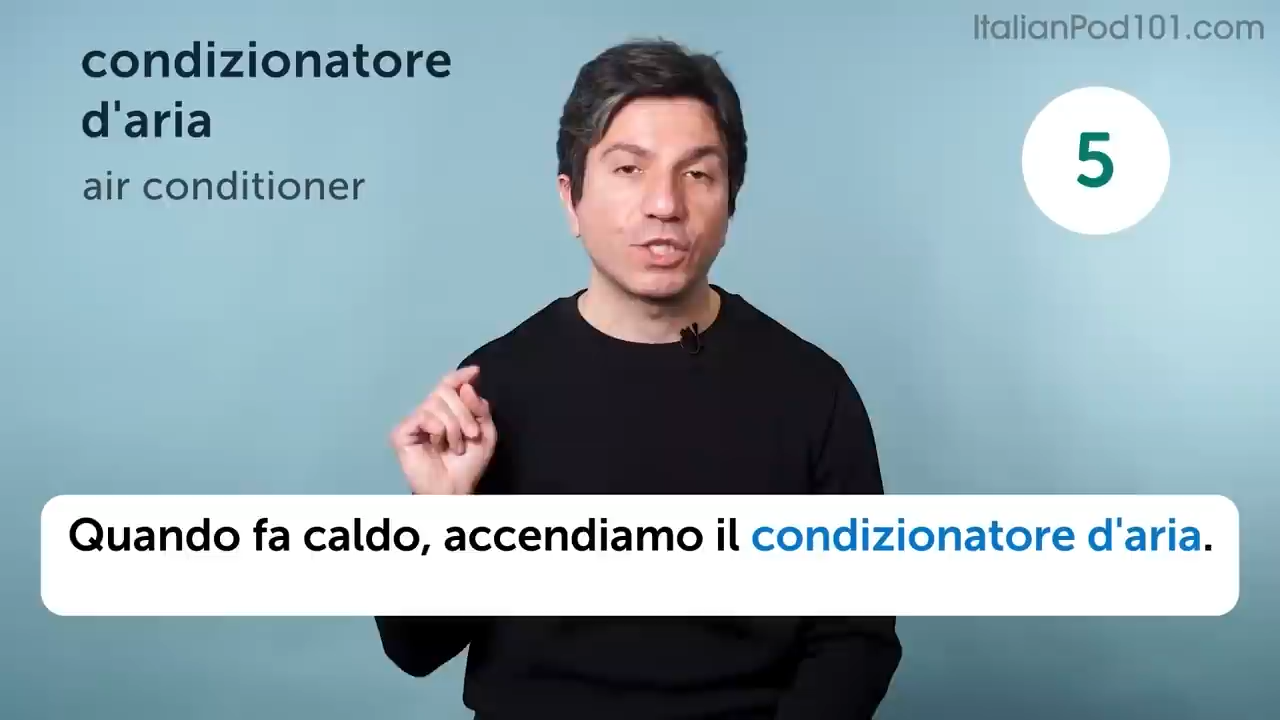 ItalianPod101.com
condizionatore
d'aria
air conditioner
5
Quando fa caldo, accendiamo il condizionatore d'aria.